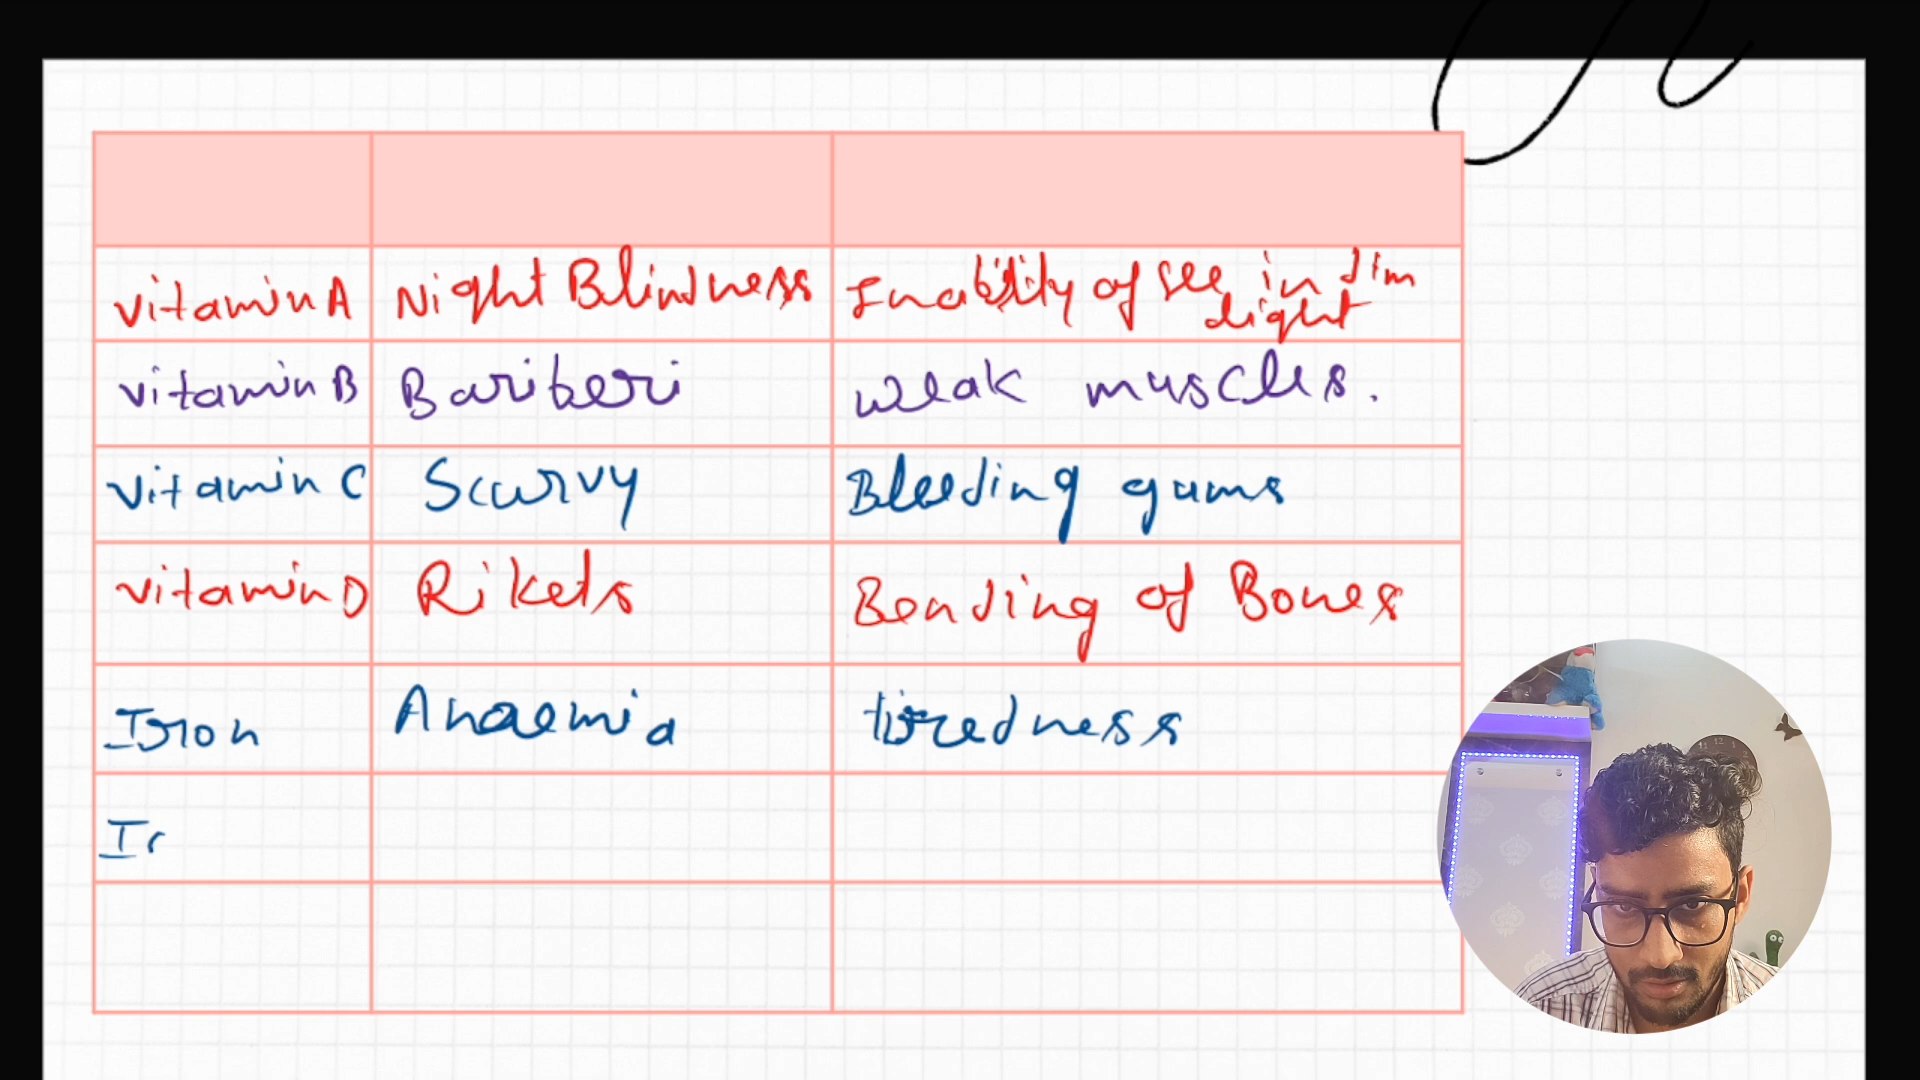 Vitamin A Night Blindness Inability of see in dim
light
Vitamin B Bariberi weak muscles.
Vitamin C Scurvy Bleeding gums
Vitamin D Rikets Bending of Bones
Iron Anaemia tiredness